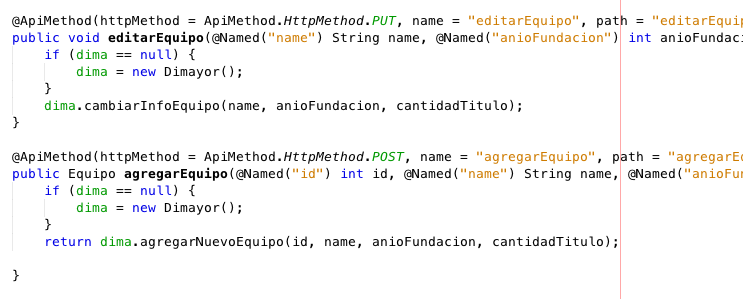 @ApiMethod(httpMethod = ApiMethod.HttpMethod.PUT, name = "editarEquipo", path = "editarEquip
public void editarEquipo(@Named("name") String name, @Named("anioFundacion") int anioFundaci
if (dima == null) {
dima = new Dimayor();
}
dima.cambiarInfoEquipo(name, anioFundacion, cantidadTitulo);
}
@ApiMethod(httpMethod = ApiMethod.HttpMethod.POST, name = "agregarEquipo", path = "agregarEq
public Equipo agregarEquipo(@Named("id") int id, @Named("name") String name, @Named("anioFun
if (dima == null) {
dima = new Dimayor();
}
return dima.agregarNuevoEquipo(id, name, anioFundacion, cantidadTitulo);
}